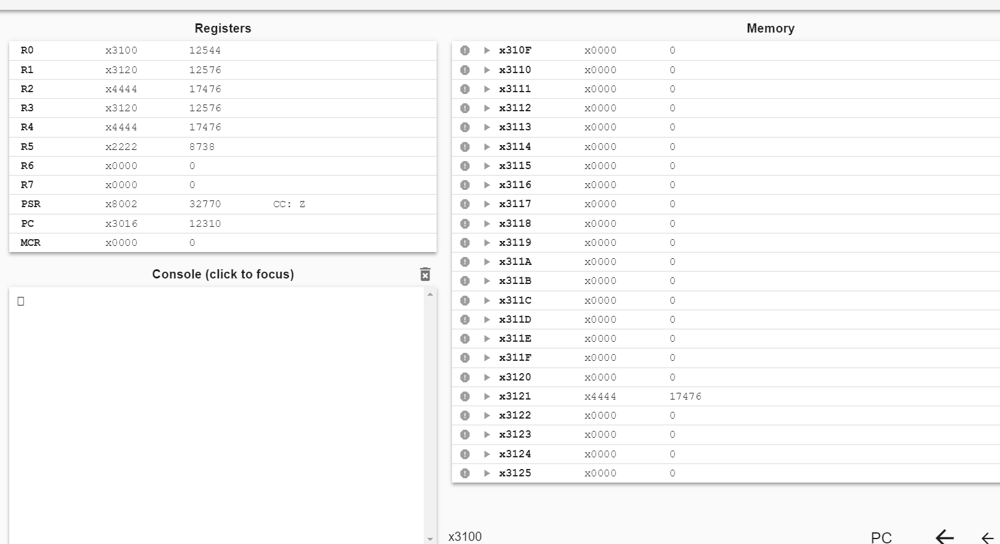 Registers
R0 x3100 12544
R1 x3120 12576
R2 x4444 17476
R3 x3120 12576
R4 x4444 17476
R5 x2222 8738
R6 x0000 0
R7 x0000 0
PSR x8002 32770 CC: Z
PC x3016 12310
MCR x0000 0
Console (click to focus)
Memory
x310F x0000 0
x3110 x0000 0
x3111 x0000 0
x3112 x0000 0
x3113 x0000 0
x3114 x0000 0
x3115 x0000 0
x3116 x0000 0
x3117 x0000 0
x3118 x0000 0
x3119 x0000 0
x311A x0000 0
x311B x0000 0
x311C x0000 0
x311D x0000 0
x311E x0000 0
x311F x0000 0
x3120 x0000 0
x3121 x4444 17476
x3122 x0000 0
x3123 x0000 0
x3124 x0000 0
x3125 x0000 0
x3100 PC